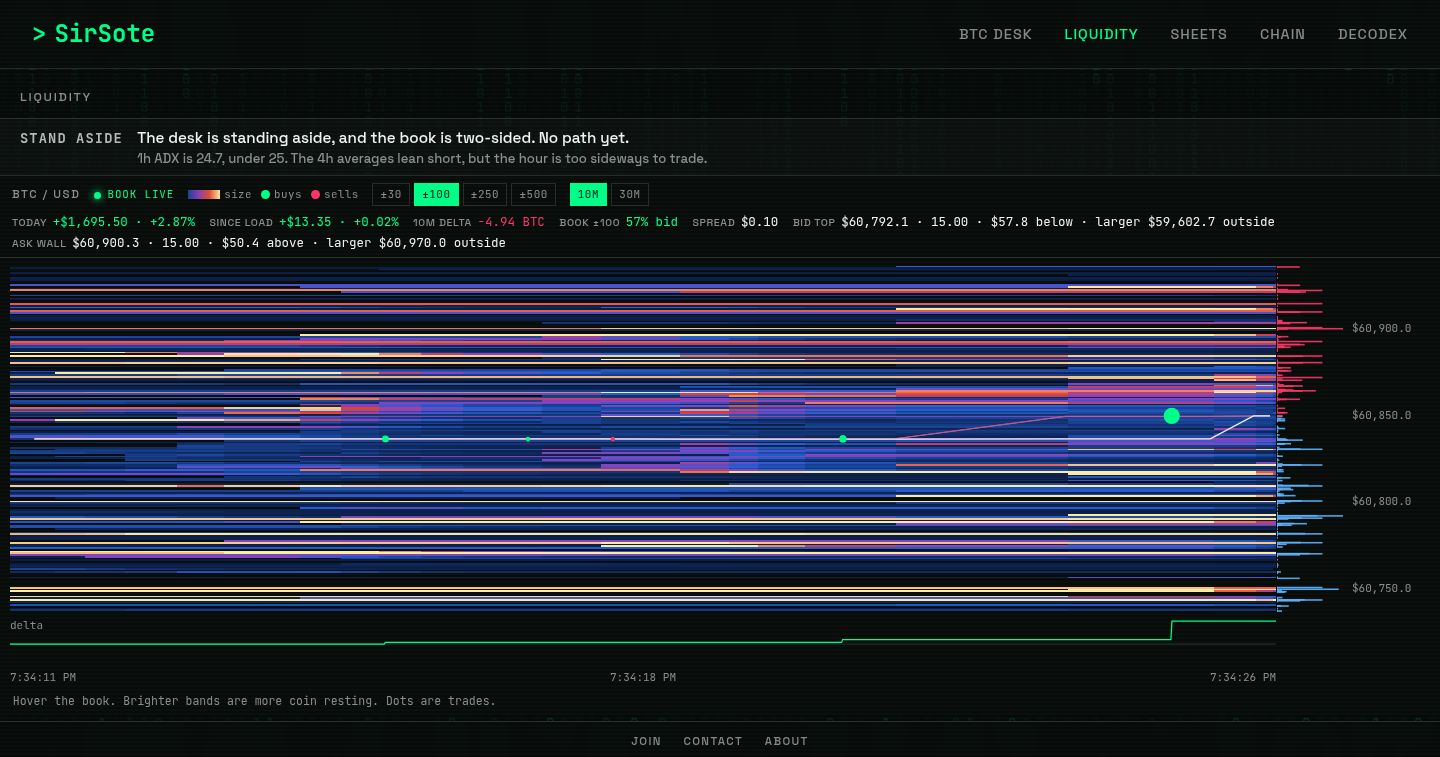 > SirSote
BTC DESK LIQUIDITY SHEETS CHAIN DECODEX
LIQUIDITY
STAND ASIDE The desk is standing aside, and the book is two-sided. No path yet.
1h ADX is 24.7, under 25. The 4h averages lean short, but the hour is too sideways to trade.
BTC / USD BOOK LIVE size buys sells ±30 ±100 ±250 ±500 10M 30M
TODAY +$1,695.50 · +2.87% SINCE LOAD +$13.35 · +0.02% 10M DELTA -4.94 BTC BOOK ±100 57% bid SPREAD $0.10 BID TOP $60,792.1 · 15.00 · $57.8 below · larger $59,602.7 outside
ASK WALL $60,900.3 · 15.00 · $50.4 above · larger $60,970.0 outside
$60,900.0
$60,850.0
$60,800.0
$60,750.0
delta
7:34:11 PM 7:34:18 PM 7:34:26 PM
Hover the book. Brighter bands are more coin resting. Dots are trades.
JOIN CONTACT ABOUT